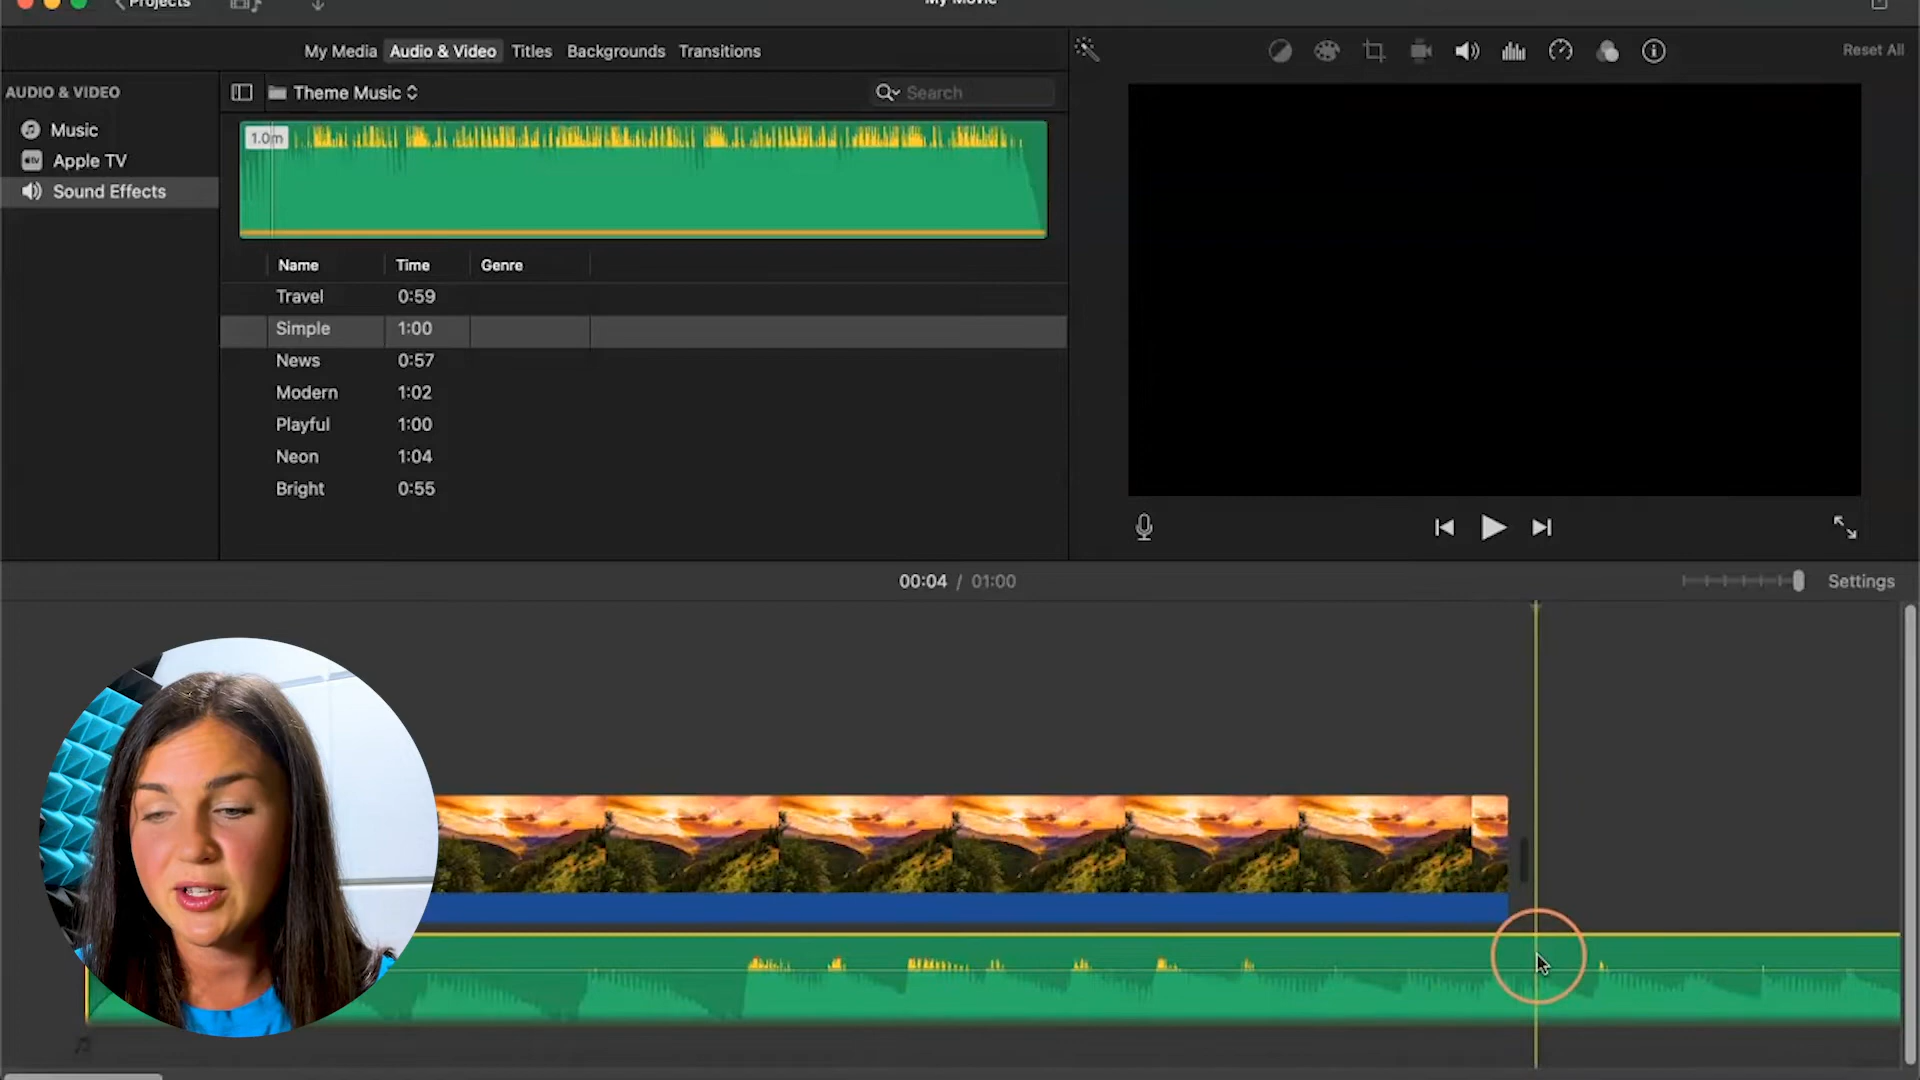 Projects
My Movie
My Media Audio & Video Titles Backgrounds Transitions
Reset All
AUDIO & VIDEO
Theme Music
Search
Music
Apple TV
Sound Effects
1.0m
Name Time Genre
Travel 0:59
Simple 1:00
News 0:57
Modern 1:02
Playful 1:00
Neon 1:04
Bright 0:55
00:04 / 01:00
Settings